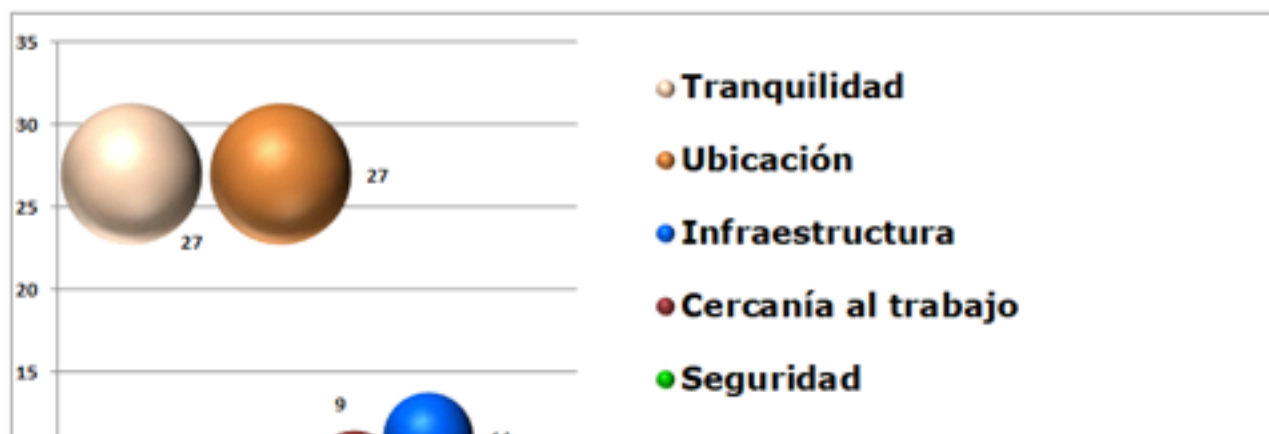 35
30
25
20
15
27
27
9
Tranquilidad
Ubicación
Infraestructura
Cercanía al trabajo
Seguridad